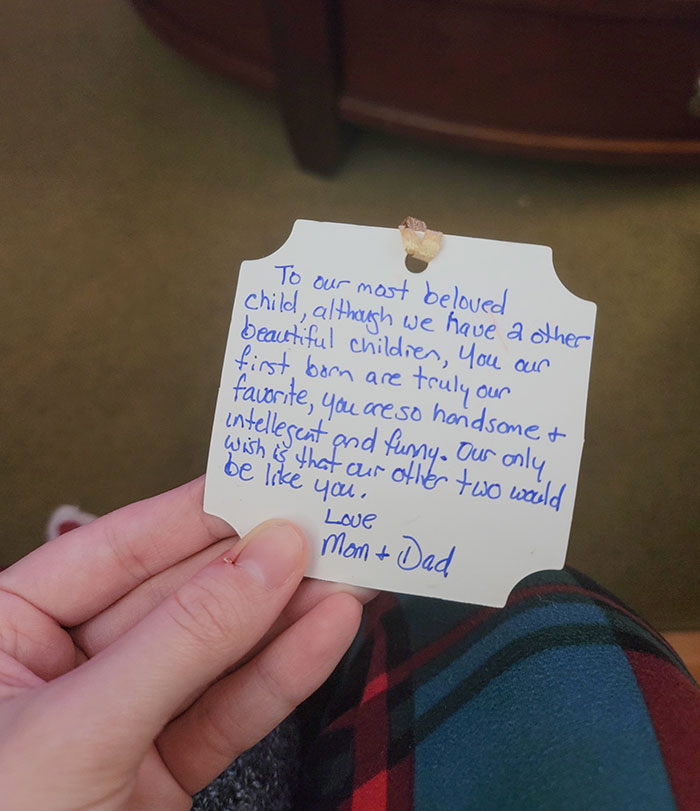 To our most beloved
child, although we have 2 other
beautiful children, you our
first born are truly our
favorite, you are so handsome +
intellegent and funny. Our only
wish is that our other two would
be like you.
Love
Mom + Dad